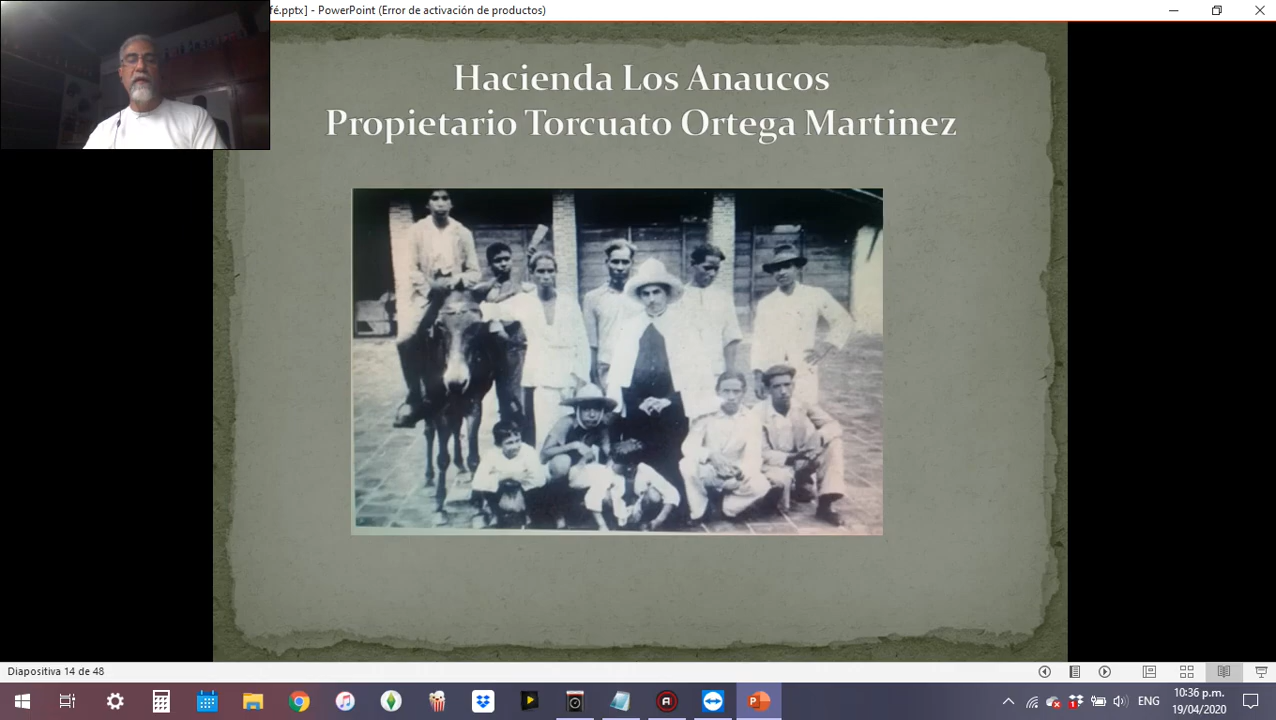 fé.pptx] - PowerPoint (Error de activación de productos)
Hacienda Los Anaucos
Propietario Torcuato Ortega Martinez
Diapositiva 14 de 48
ENG
10:36 p.m.
19/04/2020